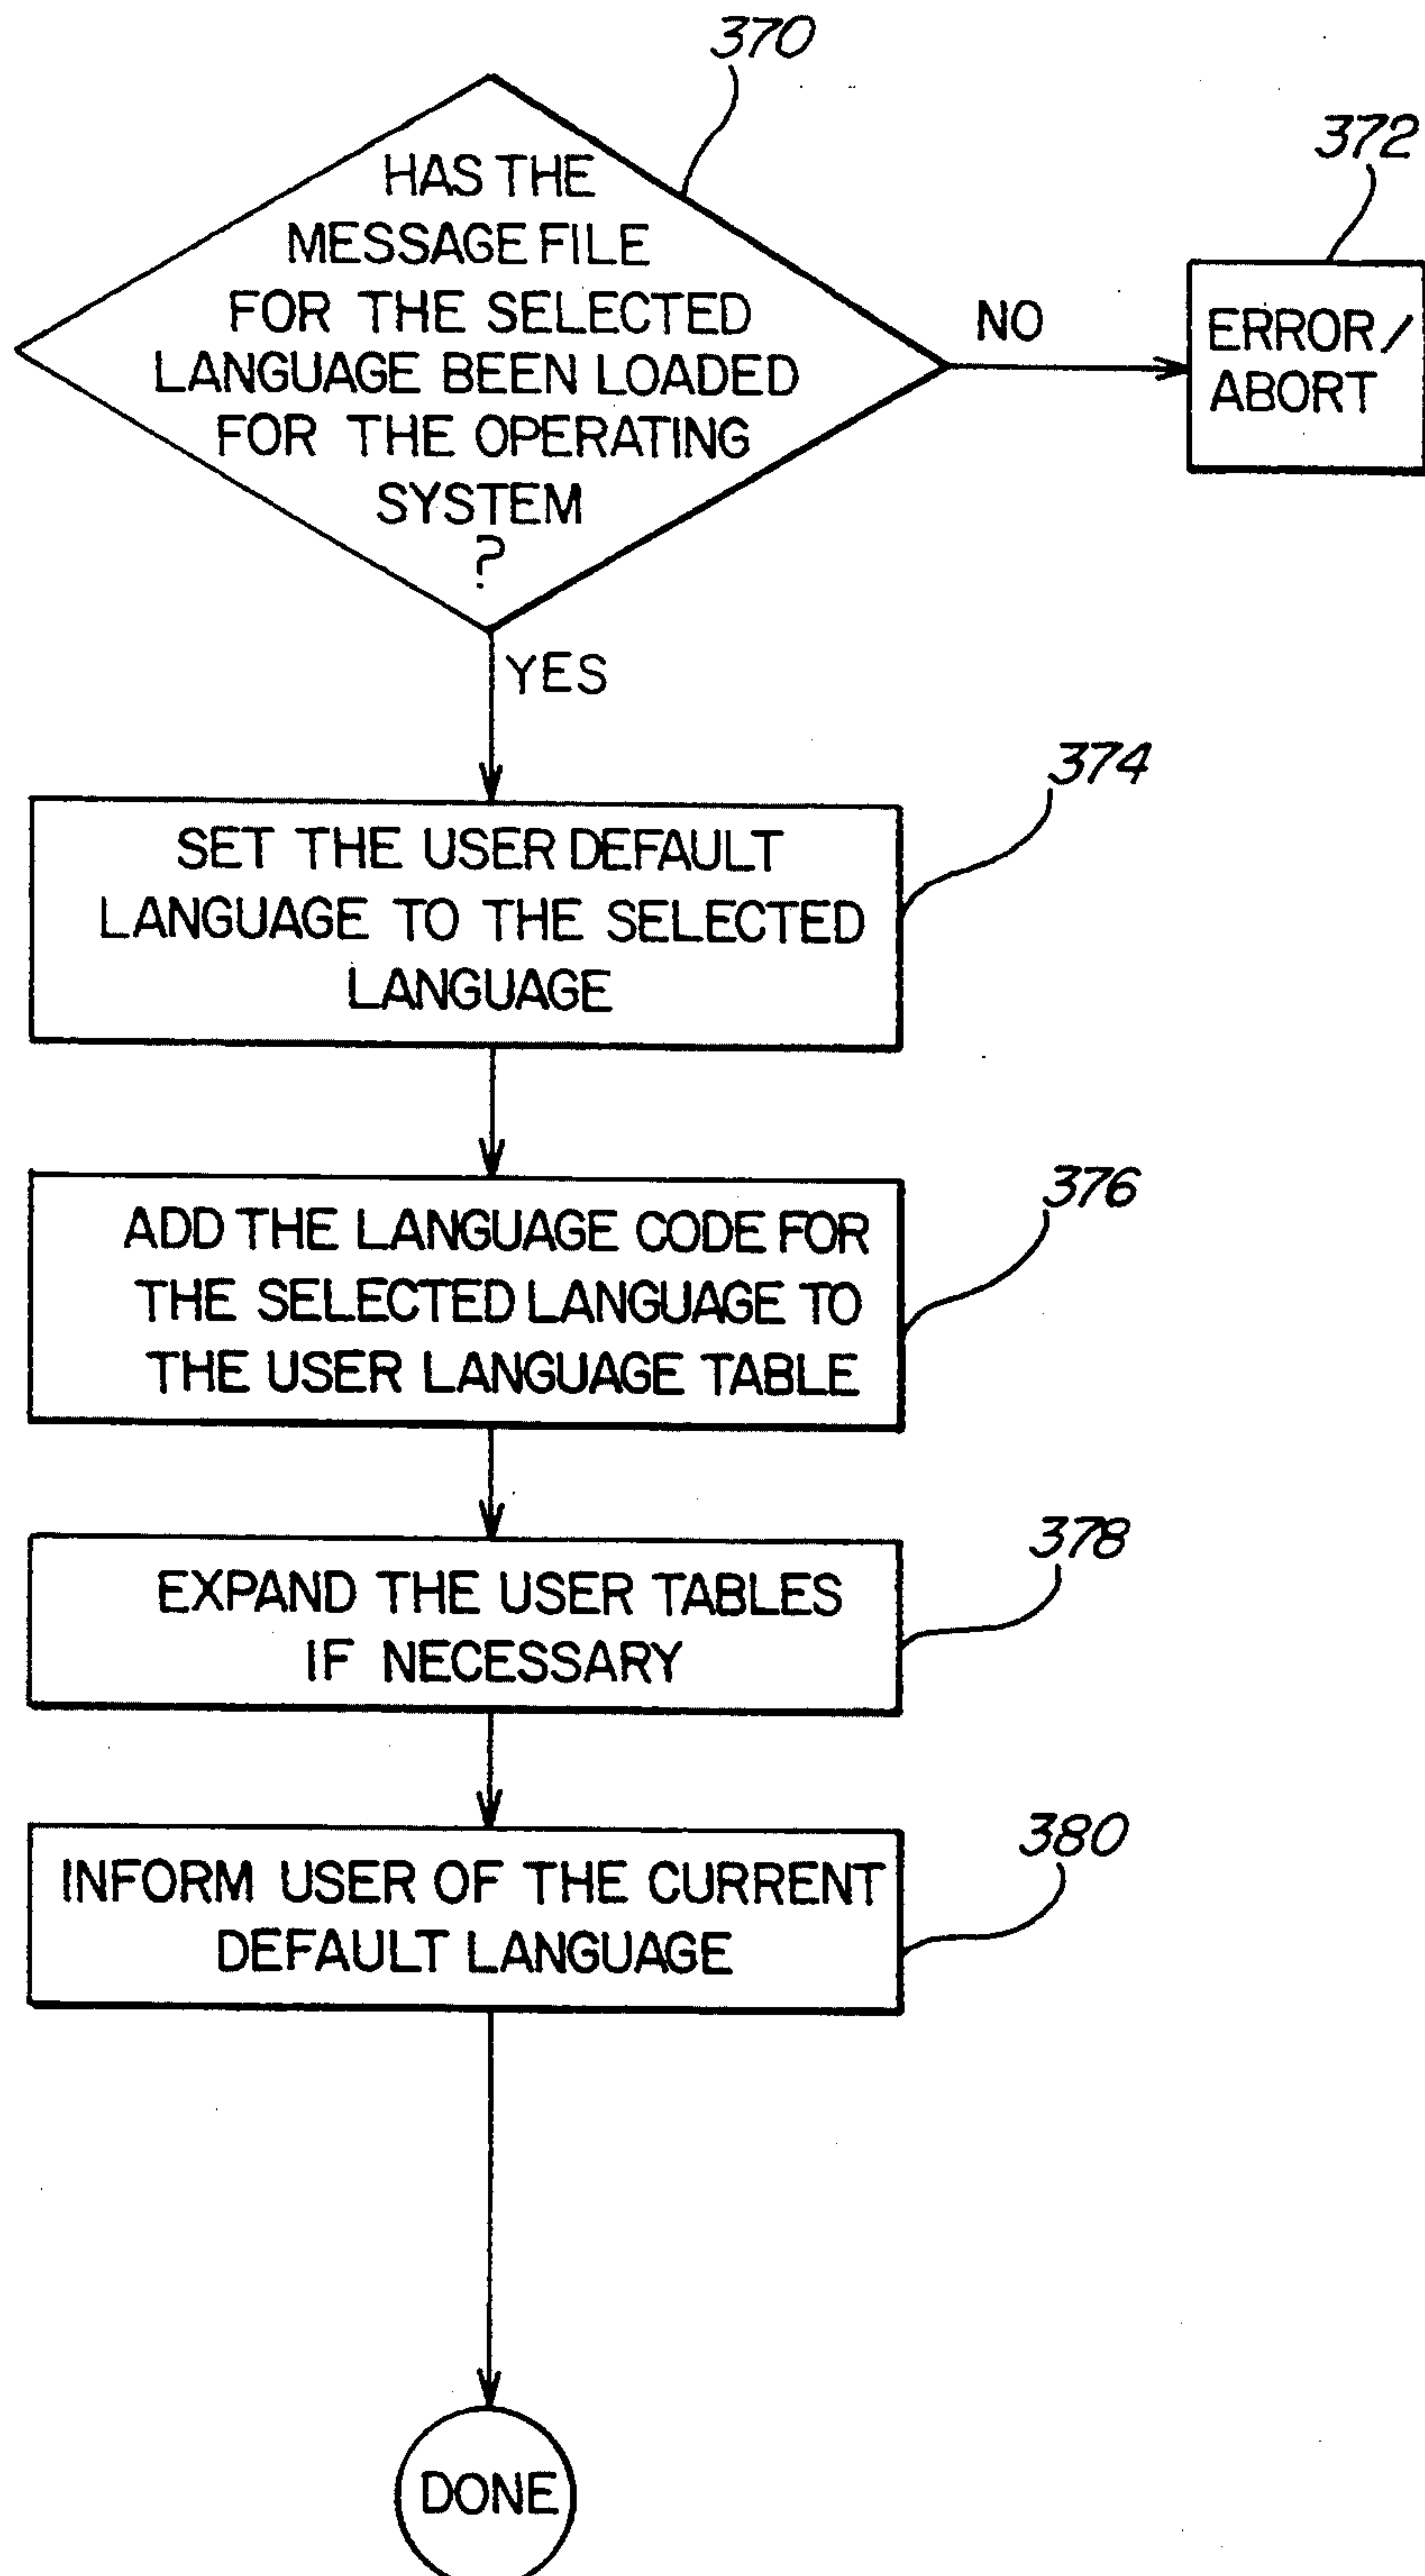 370
HAS THE
MESSAGE FILE
FOR THE SELECTED
LANGUAGE BEEN LOADED
FOR THE OPERATING
SYSTEM
?
372
NO
ERROR/
ABORT
YES
374
SET THE USER DEFAULT
LANGUAGE TO THE SELECTED
LANGUAGE
376
ADD THE LANGUAGE CODE FOR
THE SELECTED LANGUAGE TO
THE USER LANGUAGE TABLE
378
EXPAND THE USER TABLES
IF NECESSARY
380
INFORM USER OF THE CURRENT
DEFAULT LANGUAGE
DONE